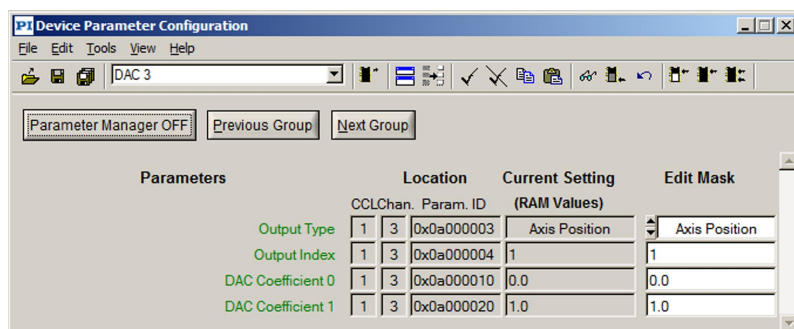 PI Device Parameter Configuration
File Edit Tools View Help
DAC 3
Parameter Manager OFF Previous Group Next Group
Parameters Location Current Setting Edit Mask
CCL Chan. Param. ID (RAM Values)
Output Type 1 3 0x0a000003 Axis Position Axis Position
Output Index 1 3 0x0a000004 1 1
DAC Coefficient 0 1 3 0x0a000010 0.0 0.0
DAC Coefficient 1 1 3 0x0a000020 1.0 1.0